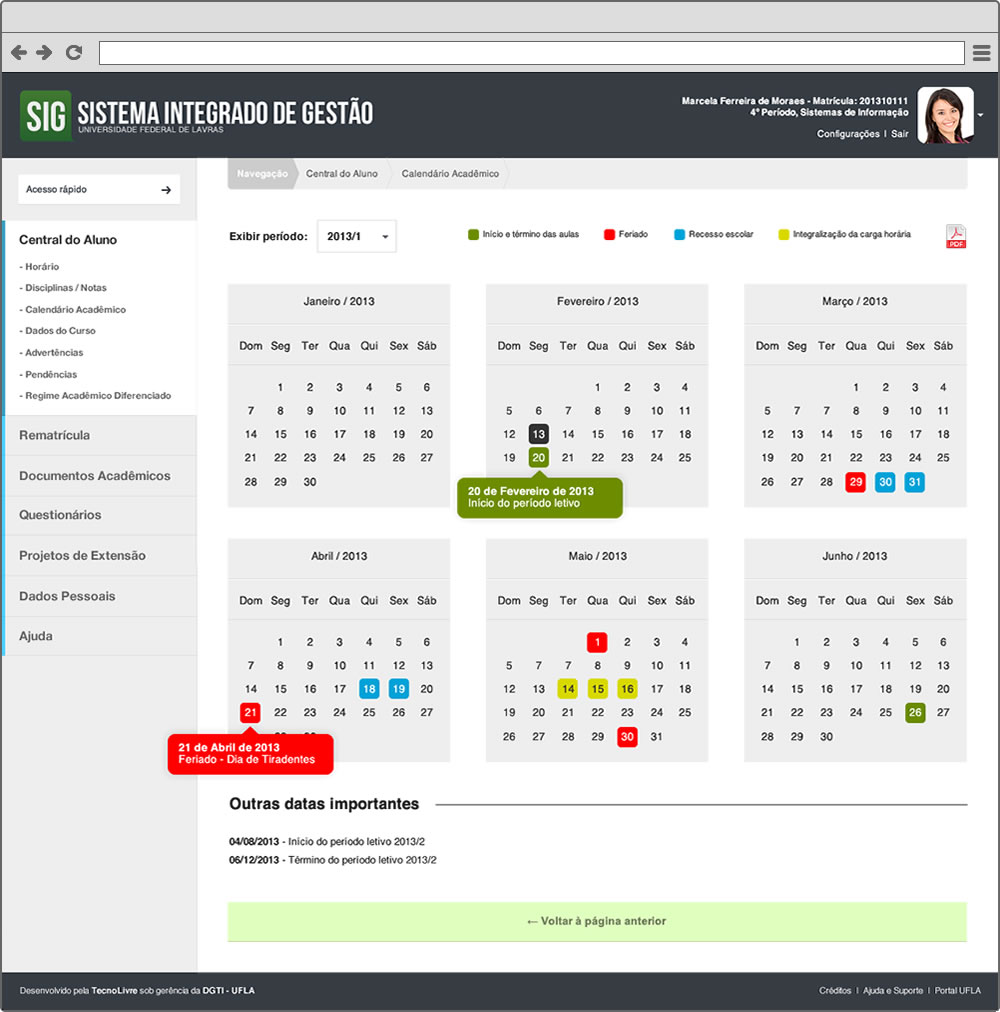 SIG SISTEMA INTEGRADO DE GESTÃO
UNIVERSIDADE FEDERAL DE LAVRAS
Marcela Ferreira de Moraes - Matrícula: 201310111
4º Período, Sistemas de Informação
Configurações | Sair
Acesso rápido →
Central do Aluno
- Horário
- Disciplinas / Notas
- Calendário Acadêmico
- Dados do Curso
- Advertências
- Pendências
- Regime Acadêmico Diferenciado
Rematrícula
Documentos Acadêmicos
Questionários
Projetos de Extensão
Dados Pessoais
Ajuda
Navegação Central do Aluno Calendário Acadêmico
Exibir período: 2013/1
Início e término das aulas Feriado Recesso escolar Integralização da carga horária
PDF
Janeiro / 2013
Dom Seg Ter Qua Qui Sex Sáb
1 2 3 4 5 6
7 8 9 10 11 12 13
14 15 16 17 18 19 20
21 22 23 24 25 26 27
28 29 30
Fevereiro / 2013
Dom Seg Ter Qua Qui Sex Sáb
1 2 3 4
5 6 7 8 9 10 11
12 13 14 15 16 17 18
19 20 21 22 23 24 25
20 de Fevereiro de 2013
Início do período letivo
Março / 2013
Dom Seg Ter Qua Qui Sex Sáb
1 2 3 4
5 7 8 9 10 11
12 13 14 15 16 17 18
19 20 21 22 23 24 25
26 27 28 29 30 31
Abril / 2013
Dom Seg Ter Qua Qui Sex Sáb
1 2 3 4 5 6
7 8 9 10 11 12 13
14 15 16 17 18 19 20
21 22 23 24 25 26 27
21 de Abril de 2013
Feriado - Dia de Tiradentes
Maio / 2013
Dom Seg Ter Qua Qui Sex Sáb
1 2 3 4
5 7 7 8 9 10 11
12 13 14 15 16 17 18
19 20 21 22 23 24 25
26 27 28 29 30 31
Junho / 2013
Dom Seg Ter Qua Qui Sex Sáb
1 2 3 4 5 6
7 8 9 10 11 12 13
14 15 16 17 18 19 20
21 22 23 24 25 26 27
28 29 30
Outras datas importantes
04/08/2013 - Início do período letivo 2013/2
06/12/2013 - Término do período letivo 2013/2
← Voltar à página anterior
Desenvolvido pela TecnoLivre sob gerência da DGTI - UFLA
Créditos | Ajuda e Suporte | Portal UFLA